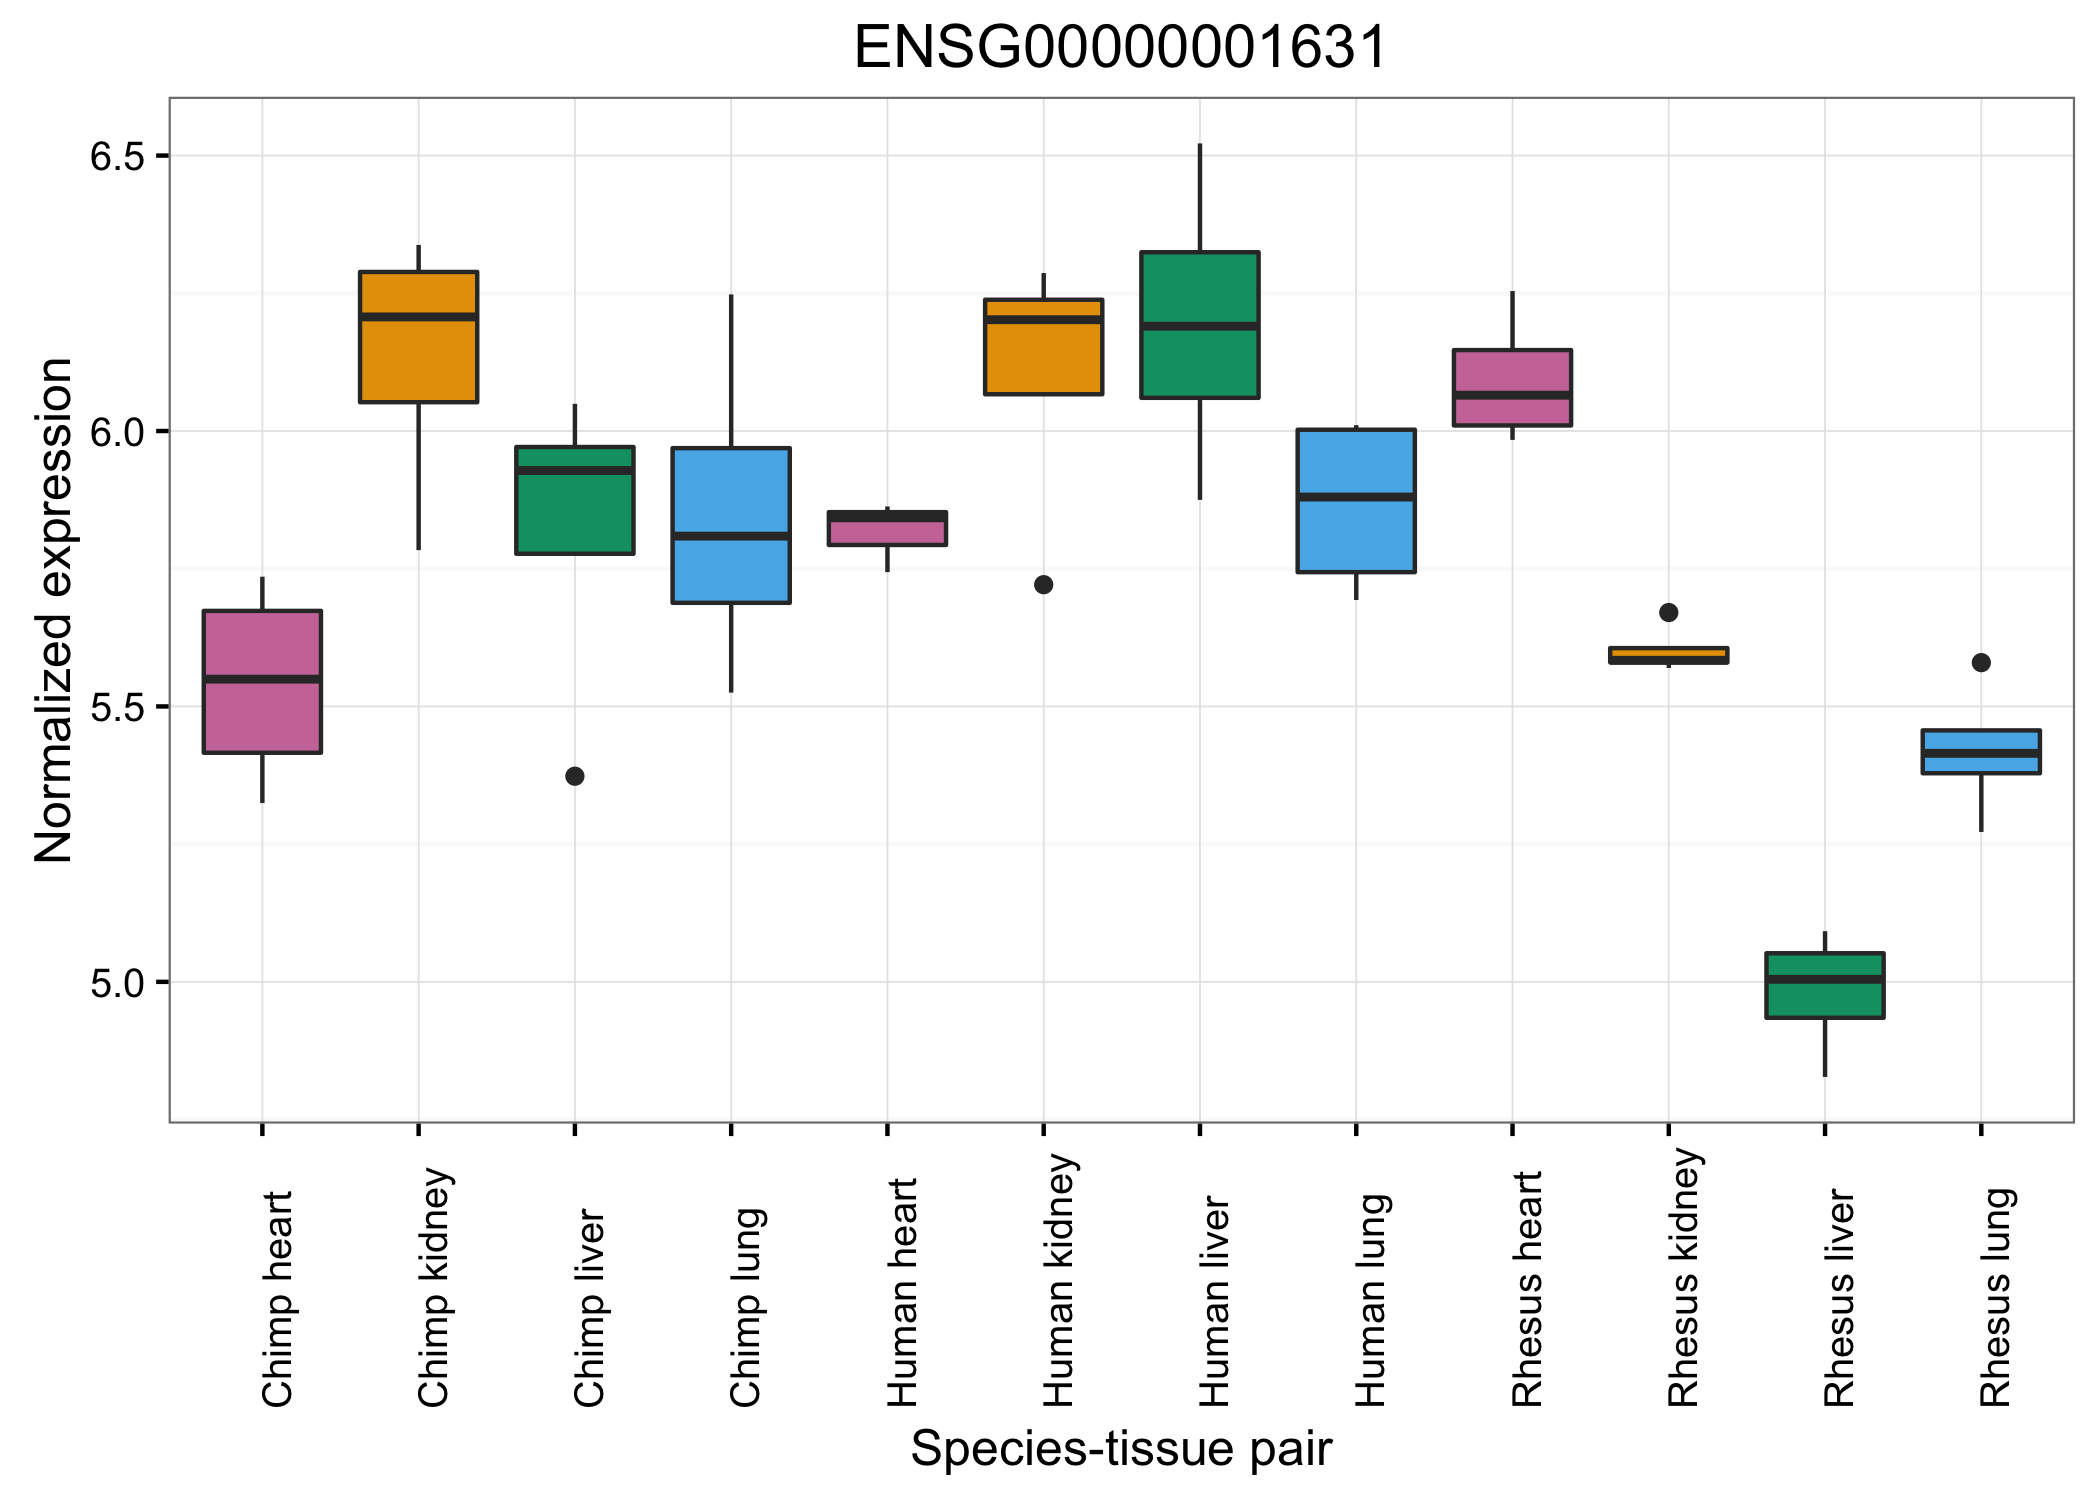 ENSG00000001631
Normalized expression
6.5
6.0
5.5
5.0
Chimp heart
Chimp kidney
Chimp liver
Chimp lung
Human heart
Human kidney
Human liver
Human lung
Rhesus heart
Rhesus kidney
Rhesus liver
Rhesus lung
Species-tissue pair